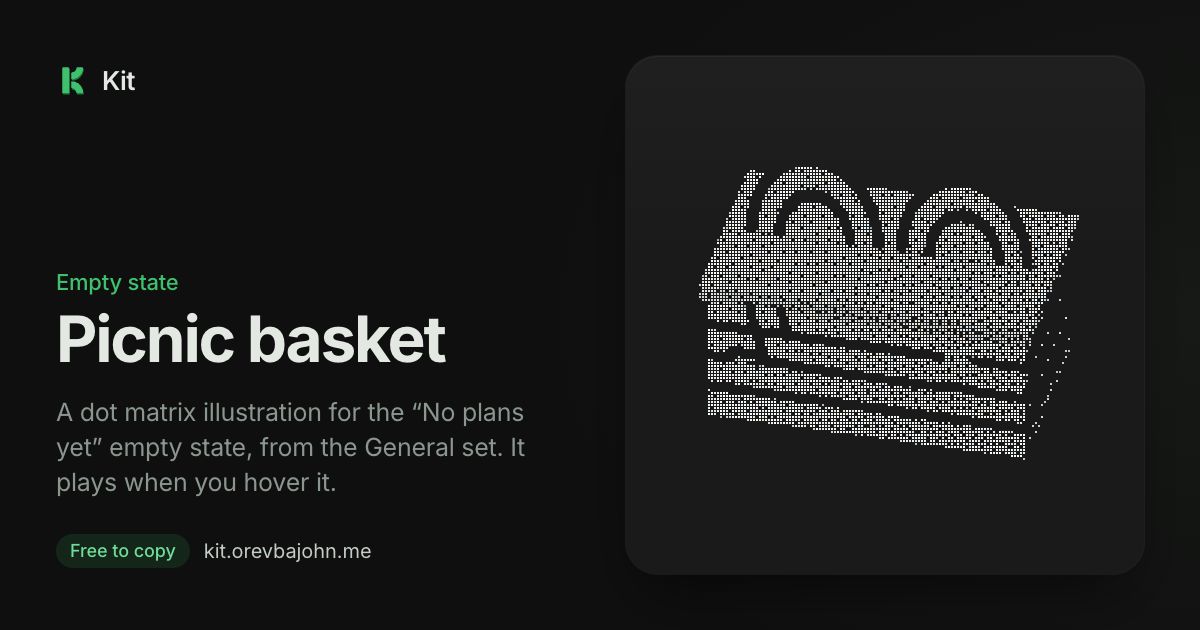 Kit
Empty state
Picnic basket
A dot matrix illustration for the “No plans
yet” empty state, from the General set. It
plays when you hover it.
Free to copy
kit.orevbajohn.me